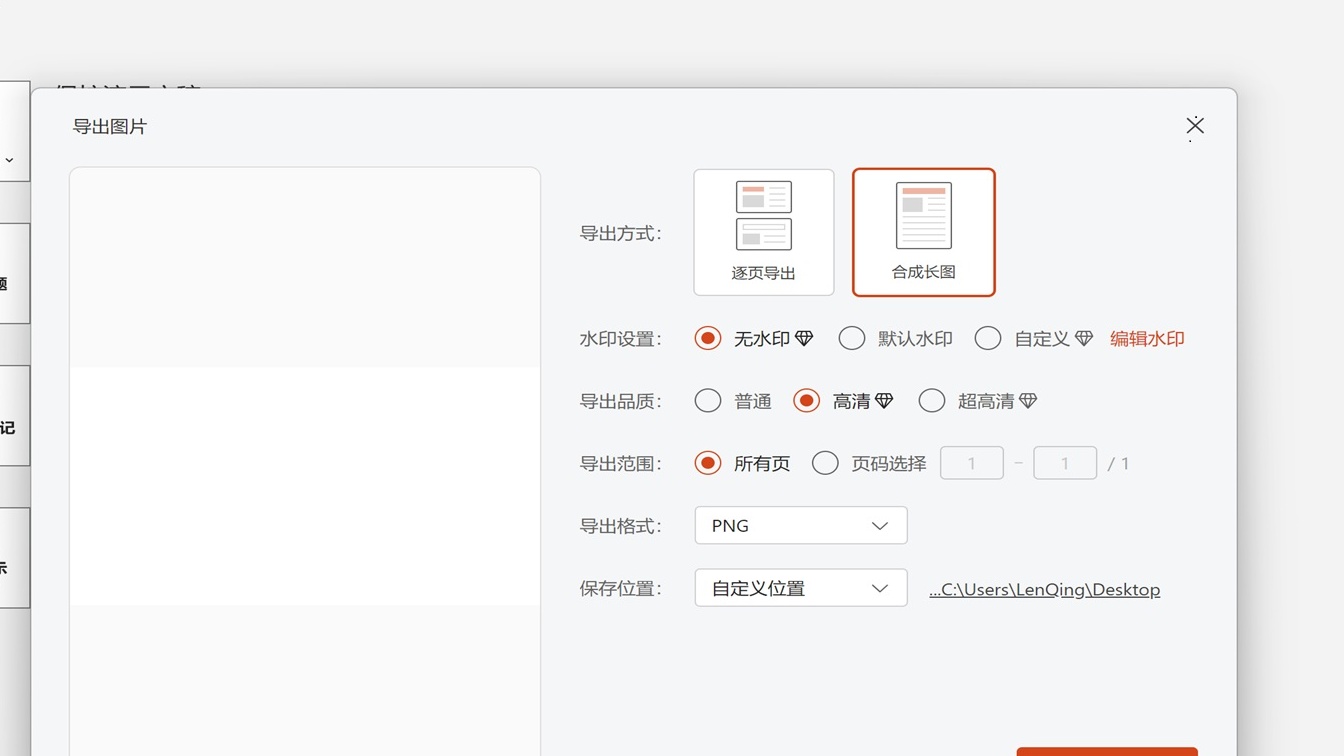 导出图片
导出方式：
逐页导出
合成长图
水印设置： 无水印 默认水印 自定义 编辑水印
导出品质： 普通 高清 超高清
导出范围： 所有页 页码选择 1 - 1 / 1
导出格式： PNG
保存位置： 自定义位置 ...C:\Users\LenQing\Desktop
记